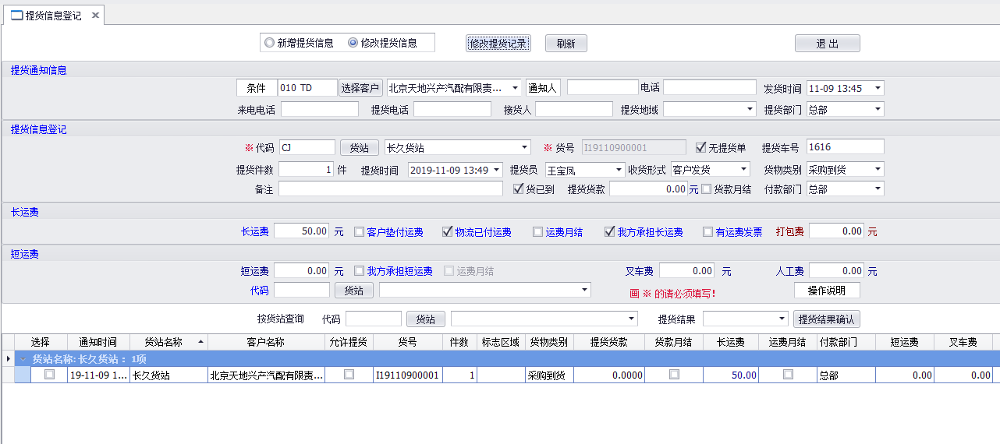 提货信息登记
新增提货信息 修改提货信息 修改提货记录 刷新 退 出
提货通知信息
条件 010 TD 选择客户 北京天地兴产汽配有限责... 通知人 电话 发货时间 11-09 13:45
来电电话 提货电话 接货人 提货地域 提货部门 总部
提货信息登记
※ 代码 CJ 货站 长久货站 ※ 货号 I19110900001 无提货单 提货车号 1616
提货件数 1 件 提货时间 2019-11-09 13:49 提货员 王宝凤 收货形式 客户发货 货物类别 采购到货
备注 货已到 提货货款 0.00 元 货款月结 付款部门 总部
长运费
长运费 50.00 元 客户垫付运费 物流已付运费 运费月结 我方承担长运费 有运费发票 打包费 0.00 元
短运费
短运费 0.00 元 我方承担短运费 运费月结 叉车费 0.00 元 人工费 0.00 元
代码 货站 画 ※ 的请必须填写! 操作说明
按货站查询 代码 货站 提货结果 提货结果确认
选择 通知时间 货站名称 客户名称 允许提货 货号 件数 标志区域 货物类别 提货货款 货款月结 长运费 运费月结 付款部门 短运费 叉车费
货站名称: 长久货站 : 1项
19-11-09 1... 长久货站 北京天地兴产汽配有限责... I19110900001 1 采购到货 0.0000 50.00 总部 0.00 0.00